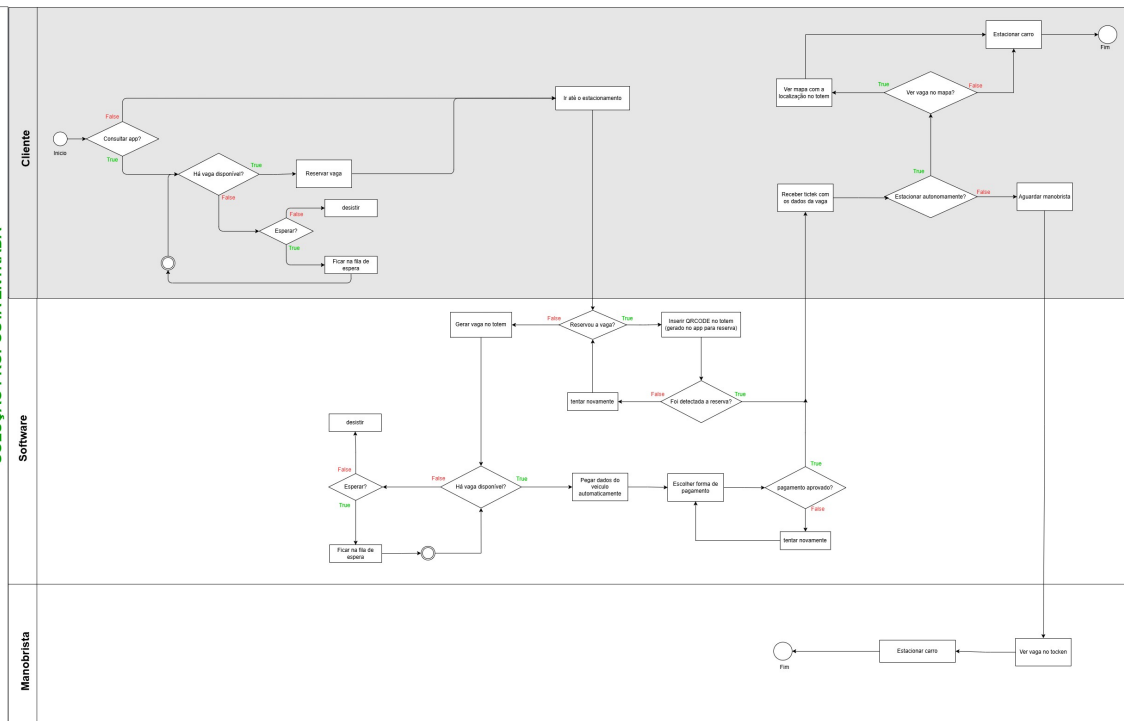 Cliente
Inicio
Consultar app?
False
True
Há vaga disponível?
True
False
Reservar vaga
Esperar?
False
True
desistir
Ficar na fila de
espera
Ir até o estacionamento
Estacionar carro
Fim
Ver mapa com a
localização no totem
True
Ver vaga no mapa?
False
Receber tictek com
os dados da vaga
True
Estacionar autonomamente?
False
Aguardar manobrista
Software
Gerar vaga no totem
False
Reservou a vaga?
True
Inserir QRCODE no totem
(gerado no app para reserva)
tentar novamente
False
Foi detectada a reserva?
True
desistir
False
Esperar?
True
Ficar na fila de
espera
False
Há vaga disponível?
True
Pegar dados do
veiculo
automaticamente
Escolher forma de
pagamento
True
pagamento aprovado?
False
tentar novamente
Manobrista
Fim
Estacionar carro
Ver vaga no tocken